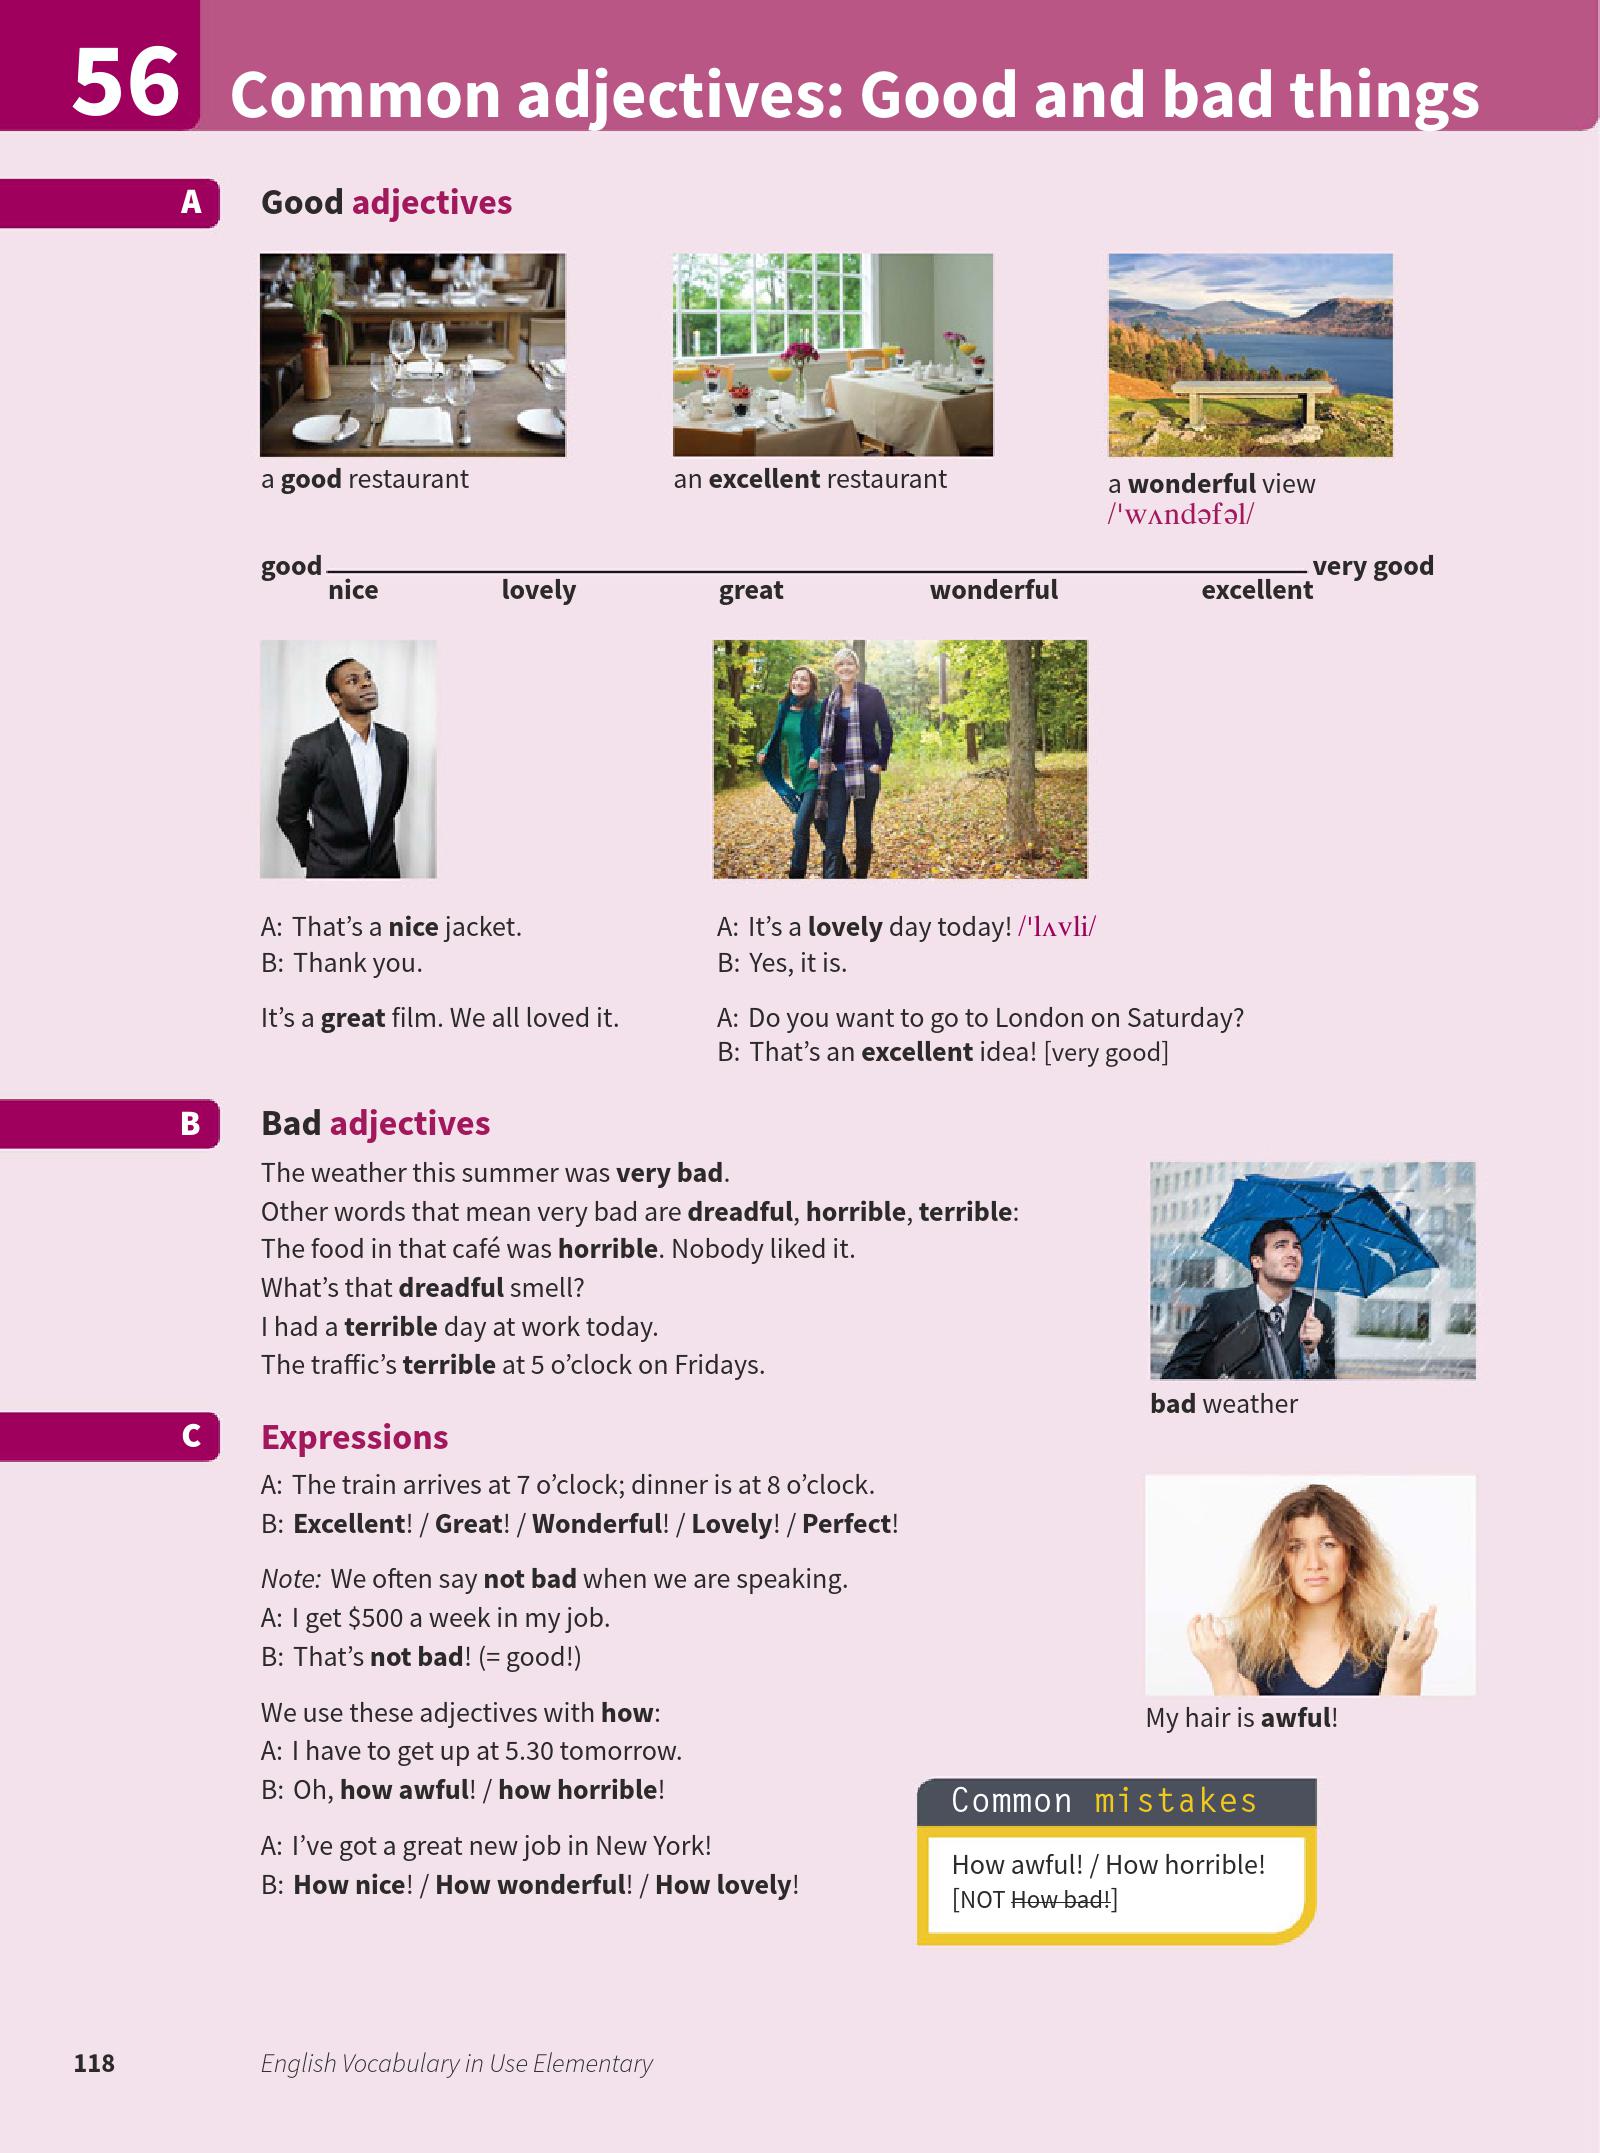 56 Common adjectives: Good and bad things
A Good adjectives
a good restaurant
an excellent restaurant
a wonderful view
/ˈwʌndəfəl/
good very good
nice lovely great wonderful excellent
A: That’s a nice jacket.
B: Thank you.
It’s a great film. We all loved it.
A: It’s a lovely day today! /ˈlʌvli/
B: Yes, it is.
A: Do you want to go to London on Saturday?
B: That’s an excellent idea! [very good]
B Bad adjectives
The weather this summer was very bad.
Other words that mean very bad are dreadful, horrible, terrible:
The food in that café was horrible. Nobody liked it.
What’s that dreadful smell?
I had a terrible day at work today.
The traffic’s terrible at 5 o’clock on Fridays.
bad weather
C Expressions
A: The train arrives at 7 o’clock; dinner is at 8 o’clock.
B: Excellent! / Great! / Wonderful! / Lovely! / Perfect!
Note: We often say not bad when we are speaking.
A: I get $500 a week in my job.
B: That’s not bad! (= good!)
We use these adjectives with how:
A: I have to get up at 5.30 tomorrow.
B: Oh, how awful! / how horrible!
A: I’ve got a great new job in New York!
B: How nice! / How wonderful! / How lovely!
My hair is awful!
Common mistakes
How awful! / How horrible!
[NOT How bad!]
118 English Vocabulary in Use Elementary